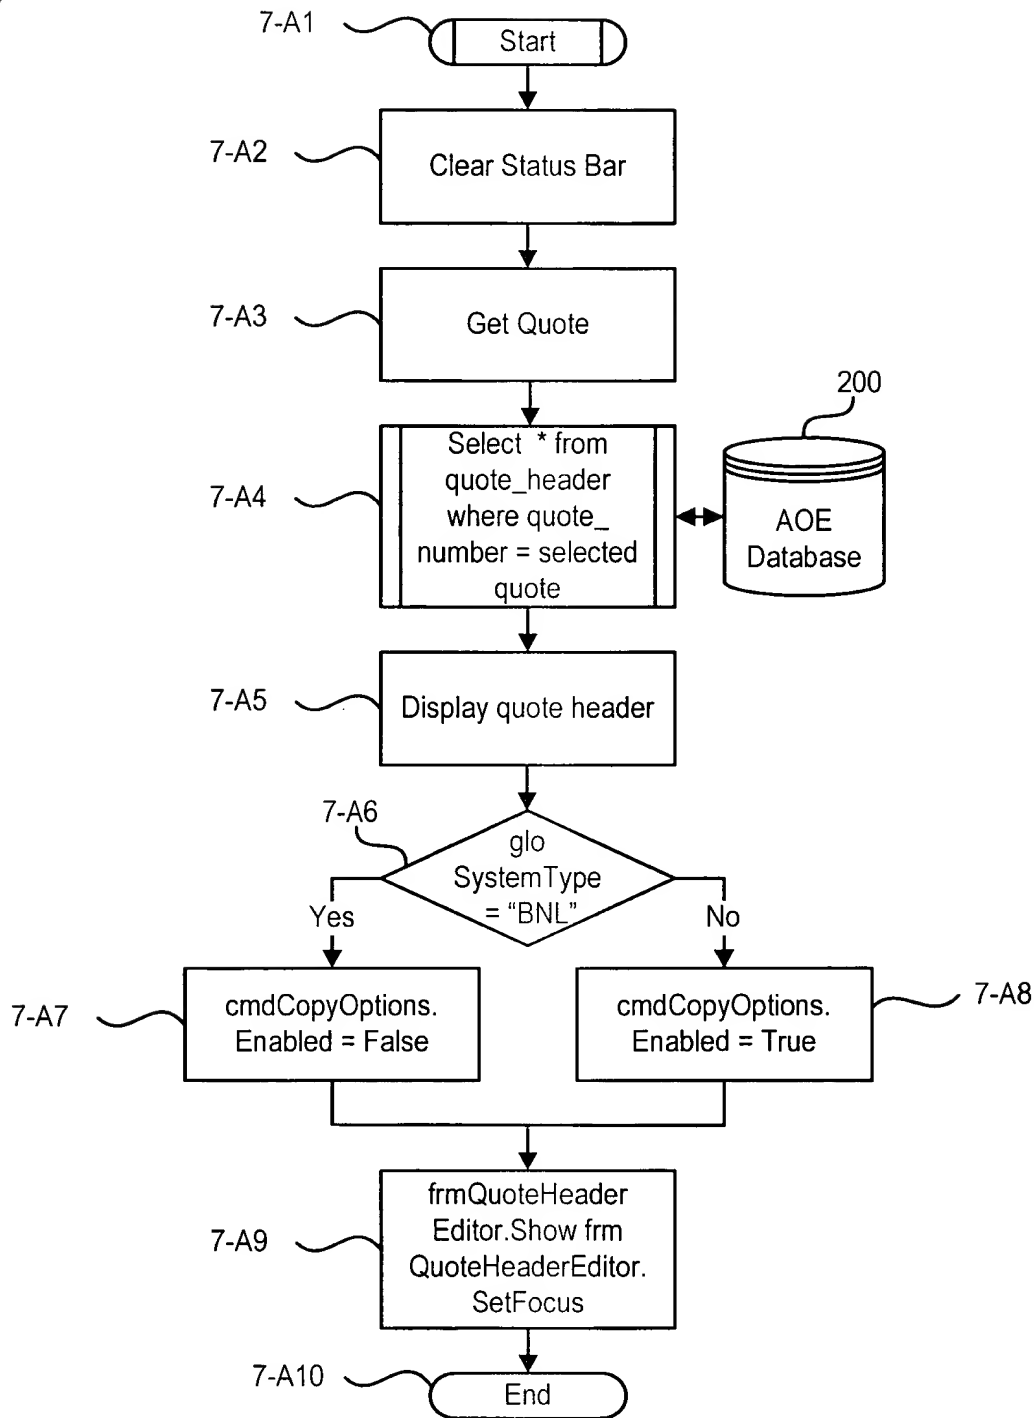 7-A1
Start
7-A2
Clear Status Bar
7-A3
Get Quote
200
7-A4
Select * from
quote_header
where quote_
number = selected
quote
AOE
Database
7-A5
Display quote header
7-A6
glo
SystemType
= “BNL”
Yes
No
7-A7
cmdCopyOptions.
Enabled = False
cmdCopyOptions.
Enabled = True
7-A8
7-A9
frmQuoteHeader
Editor.Show frm
QuoteHeaderEditor.
SetFocus
7-A10
End